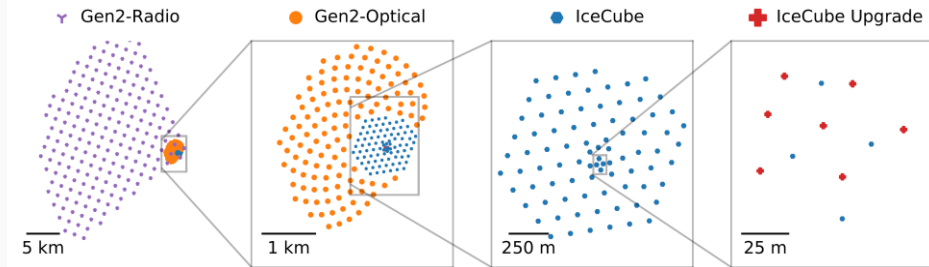 Gen2-Radio
Gen2-Optical
IceCube
IceCube Upgrade
5 km
1 km
250 m
25 m